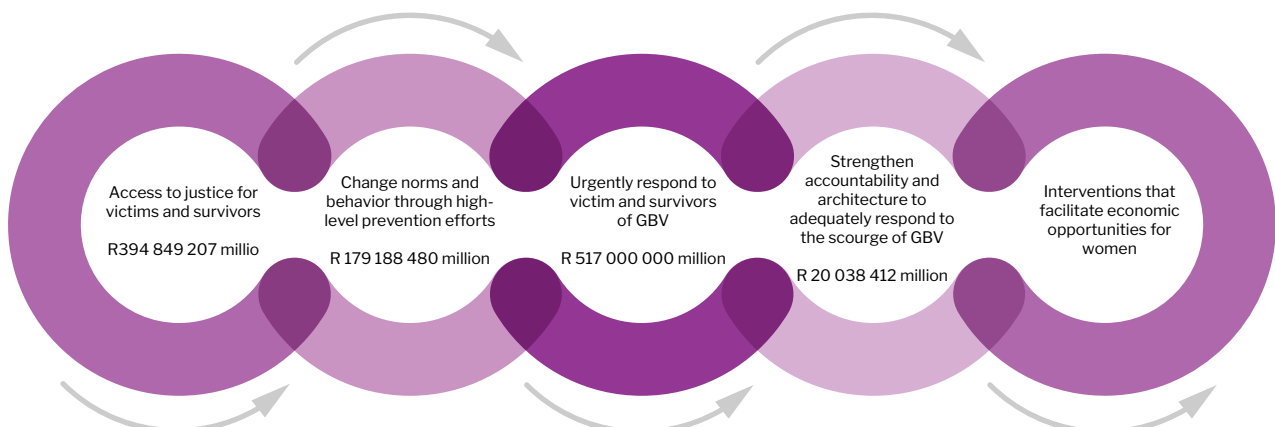 Access to justice for
victims and survivors
R394 849 207 millio
Change norms and
behavior through high-
level prevention efforts
R 179 188 480 million
Urgently respond to
victim and survivors
of GBV
R 517 000 000 million
Strengthen
accountability and
architecture to
adequately respond to
the scourge of GBV
R 20 038 412 million
Interventions that
facilitate economic
opportunities for
women